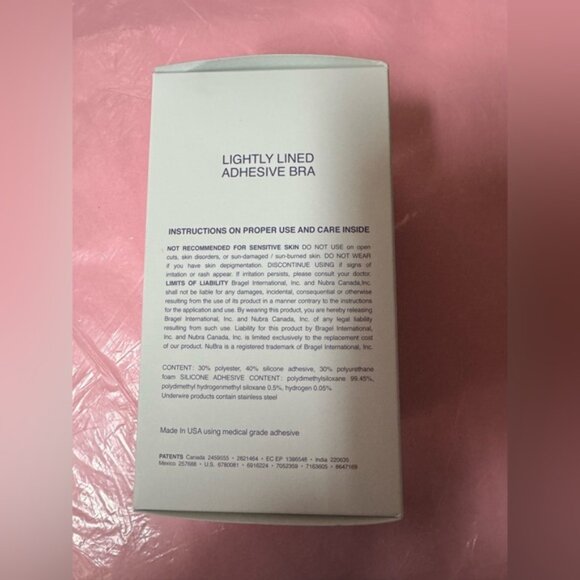 LIGHTLY LINED
ADHESIVE BRA
INSTRUCTIONS ON PROPER USE AND CARE INSIDE
NOT RECOMMENDED FOR SENSITIVE SKIN DO NOT USE on open
cuts, skin disorders, or sun-damaged / sun-burned skin. DO NOT WEAR
if you have skin depigmentation. DISCONTINUE USING if signs of
irritation or rash appear. If irritation persists, please consult your doctor.
LIMITS OF LIABILITY Bragel International, Inc. and Nubra Canada,Inc.
shall not be liable for any damages, incidental, consequential or otherwise
resulting from the use of its product in a manner contrary to the instructions
for the application and use. By wearing this product, you are hereby releasing
Bragel International, Inc. and Nubra Canada, Inc. of any legal liability
resulting from such use. Liability for this product by Bragel International,
Inc. and Nubra Canada, Inc. is limited exclusively to the replacement cost
of our product. NuBra is a registered trademark of Bragel International, Inc.
CONTENT: 30% polyester, 40% silicone adhesive, 30% polyurethane
foam SILICONE ADHESIVE CONTENT: polydimethylsiloxane 99.45%,
polydimethyl hydrogenmethyl siloxane 0.5%, hydrogen 0.05%.
Underwire products contain stainless steel
Made In USA using medical grade adhesive
PATENTS Canada 2459555 • 2821464 • EC EP 1386548 • India 220635
Mexico 257688 • U.S. 6780081 • 6916224 • 7052359 • 7163605 • 8647169